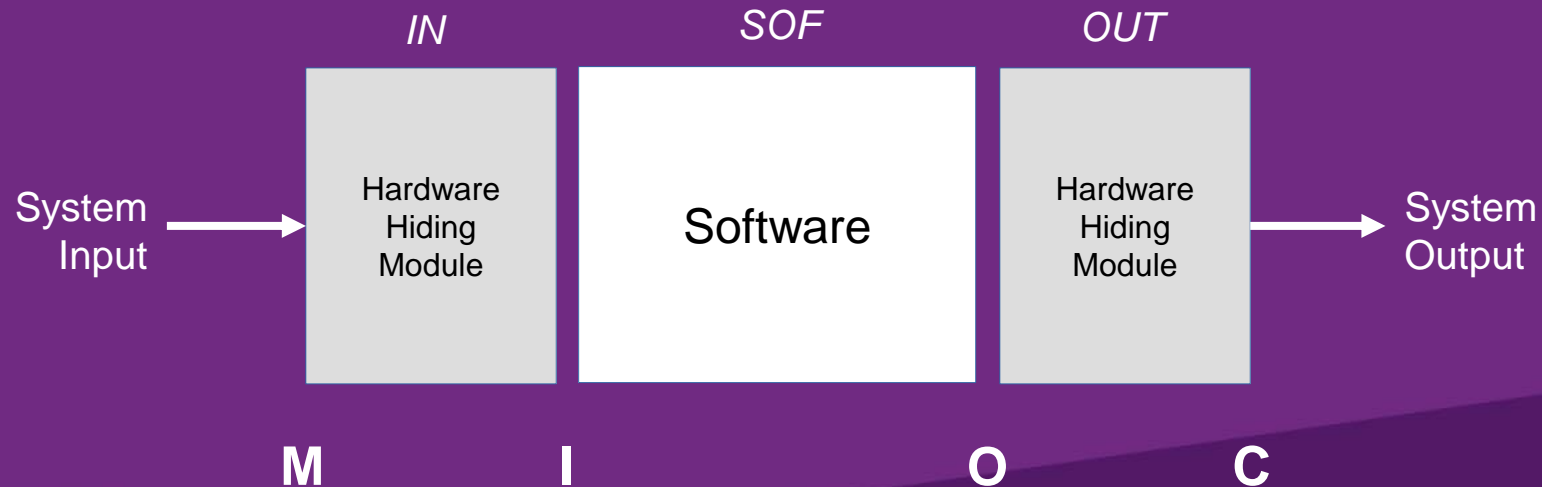 IN
SOF
OUT
System
Input
Hardware
Hiding
Module
Software
Hardware
Hiding
Module
System
Output
M
I
O
C